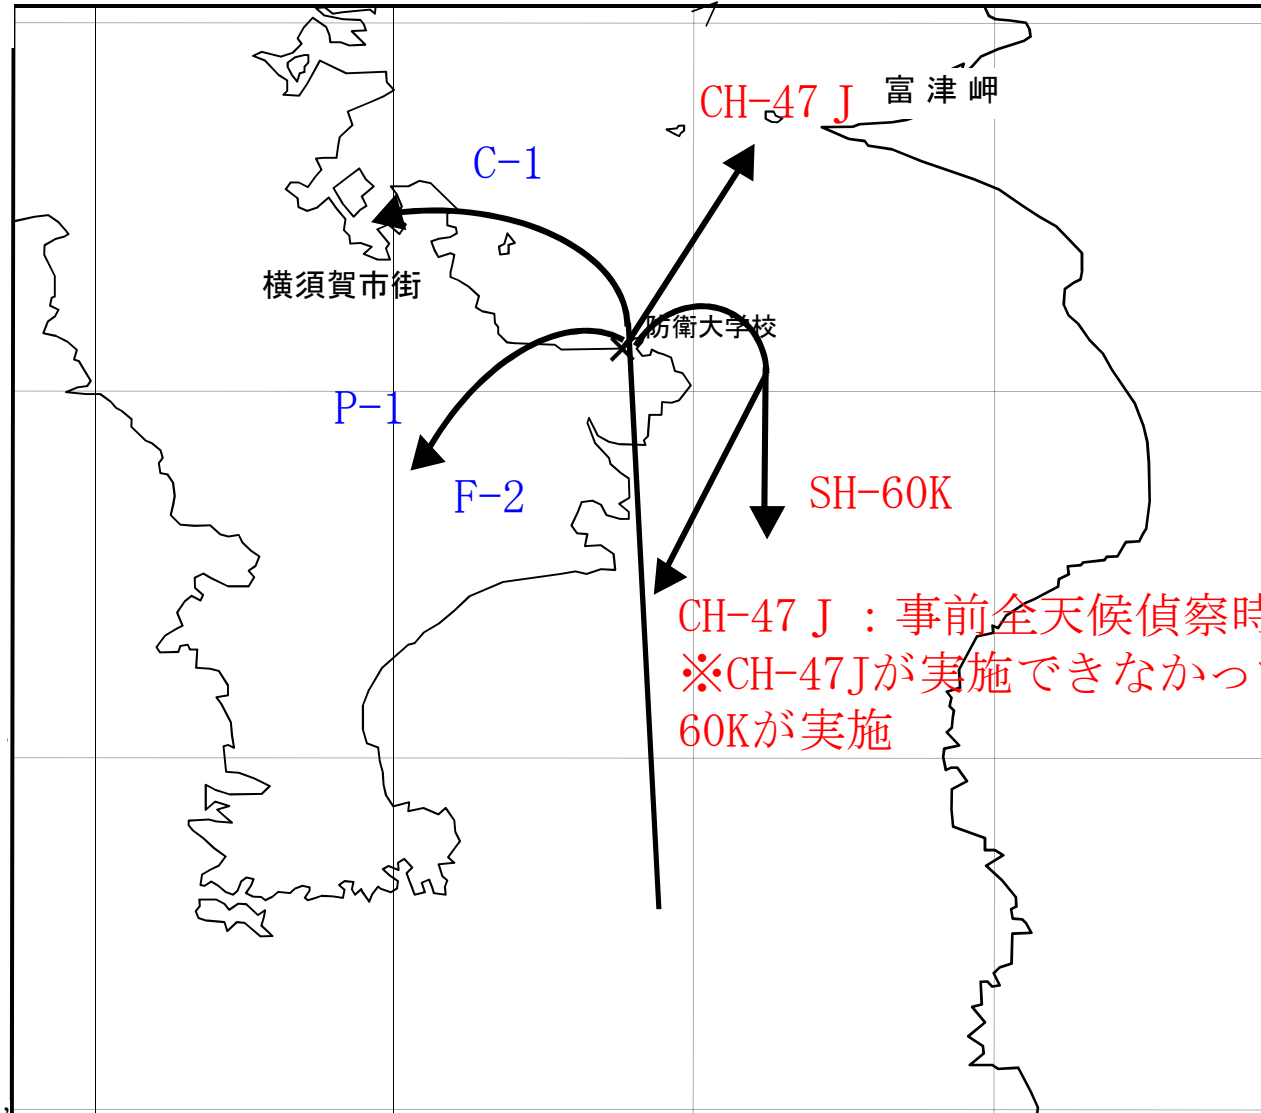 CH-47Ｊ
富津岬
C-1
横須賀市街
防衛大学校
P-1
F-2
SH-60K
CH-47Ｊ：事前全天候偵察時
※CH-47Jが実施できなかっ
60Kが実施